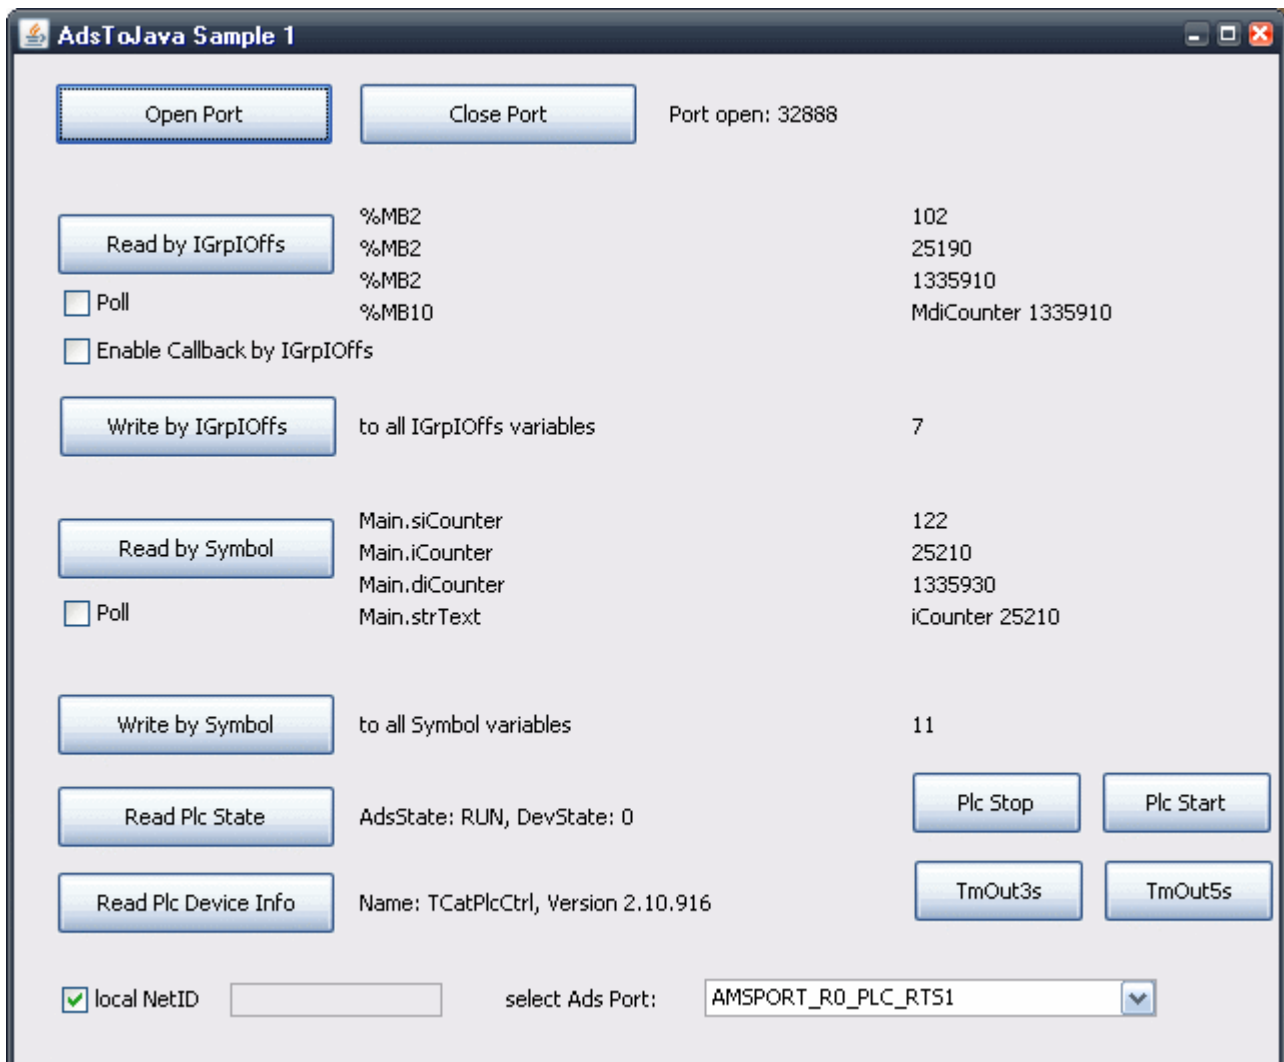 AdsToJava Sample 1
Open Port Close Port Port open: 32888
%MB2 102
Read by IGrpIOffs %MB2 25190
%MB2 1335910
Poll %MB10 MdiCounter 1335910
Enable Callback by IGrpIOffs
Write by IGrpIOffs to all IGrpIOffs variables 7
Main.siCounter 122
Read by Symbol Main.iCounter 25210
Main.diCounter 1335930
Poll Main.strText iCounter 25210
Write by Symbol to all Symbol variables 11
Read Plc State AdsState: RUN, DevState: 0 Plc Stop Plc Start
Read Plc Device Info Name: TCatPlcCtrl, Version 2.10.916 TmOut3s TmOut5s
local NetID select Ads Port: AMSPORT_R0_PLC_RTS1